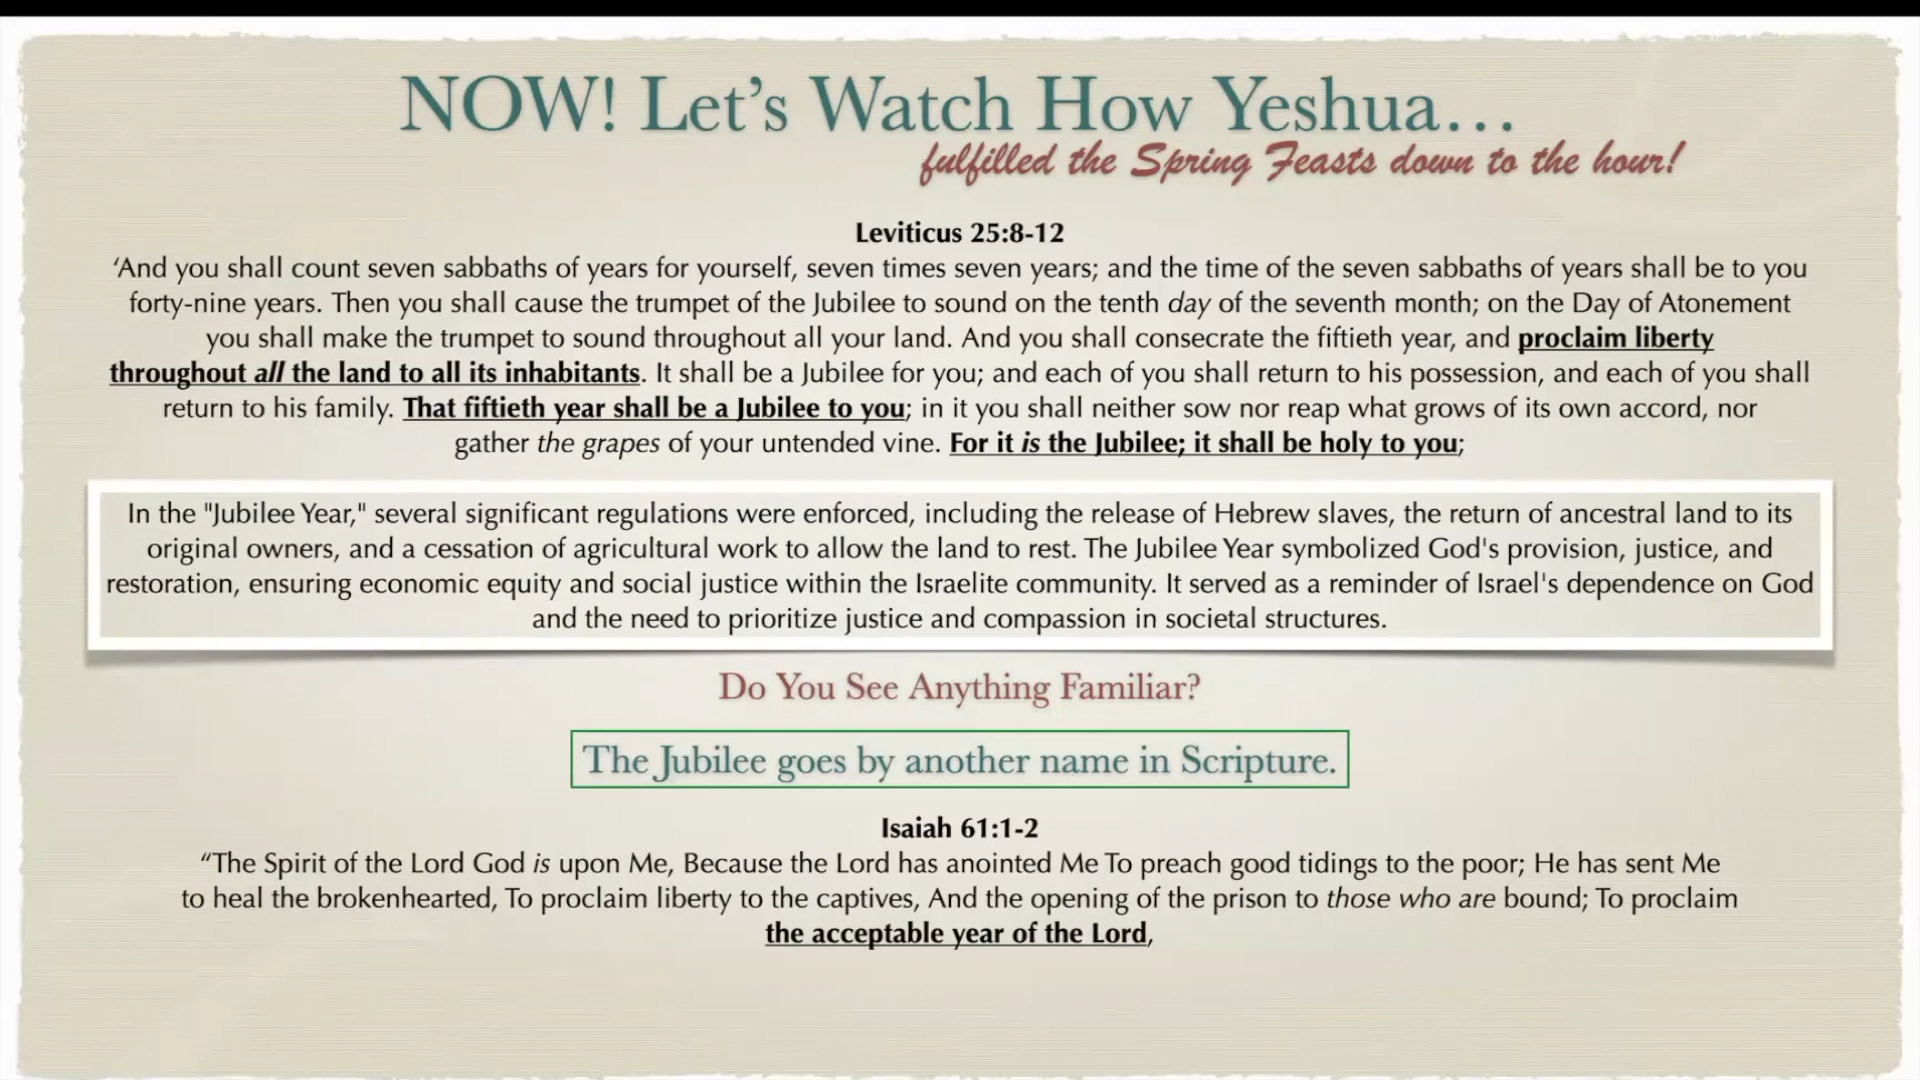 NOW! Let’s Watch How Yeshua…
fulfilled the Spring Feasts down to the hour!
Leviticus 25:8-12
‘And you shall count seven sabbaths of years for yourself, seven times seven years; and the time of the seven sabbaths of years shall be to you
forty-nine years. Then you shall cause the trumpet of the Jubilee to sound on the tenth day of the seventh month; on the Day of Atonement
you shall make the trumpet to sound throughout all your land. And you shall consecrate the fiftieth year, and proclaim liberty
throughout all the land to all its inhabitants. It shall be a Jubilee for you; and each of you shall return to his possession, and each of you shall
return to his family. That fiftieth year shall be a Jubilee to you; in it you shall neither sow nor reap what grows of its own accord, nor
gather the grapes of your untended vine. For it is the Jubilee; it shall be holy to you;
In the "Jubilee Year," several significant regulations were enforced, including the release of Hebrew slaves, the return of ancestral land to its
original owners, and a cessation of agricultural work to allow the land to rest. The Jubilee Year symbolized God's provision, justice, and
restoration, ensuring economic equity and social justice within the Israelite community. It served as a reminder of Israel's dependence on God
and the need to prioritize justice and compassion in societal structures.
Do You See Anything Familiar?
The Jubilee goes by another name in Scripture.
Isaiah 61:1-2
“The Spirit of the Lord God is upon Me, Because the Lord has anointed Me To preach good tidings to the poor; He has sent Me
to heal the brokenhearted, To proclaim liberty to the captives, And the opening of the prison to those who are bound; To proclaim
the acceptable year of the Lord,